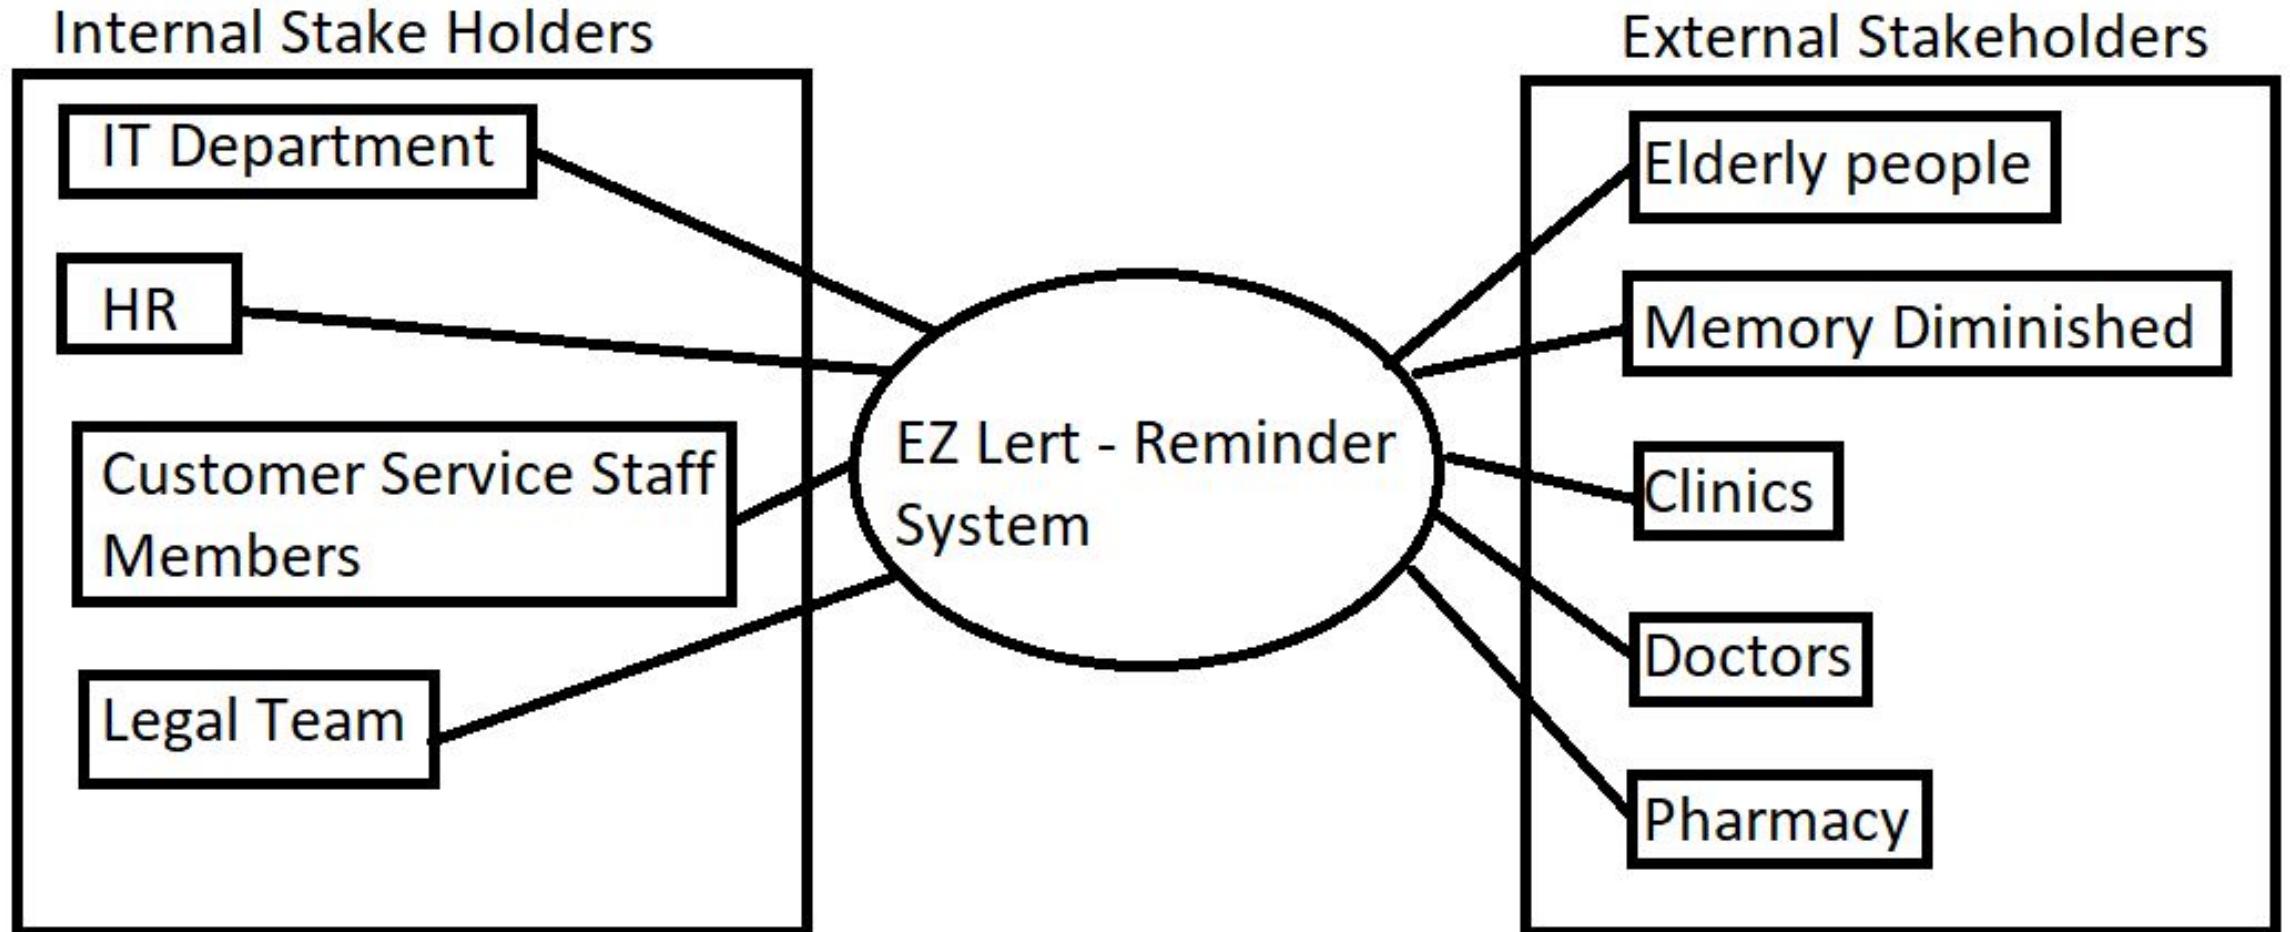 Internal Stake Holders
IT Department
HR
Customer Service Staff
Members
Legal Team
EZ Lert - Reminder
System
External Stakeholders
Elderly people
Memory Diminished
Clinics
Doctors
Pharmacy